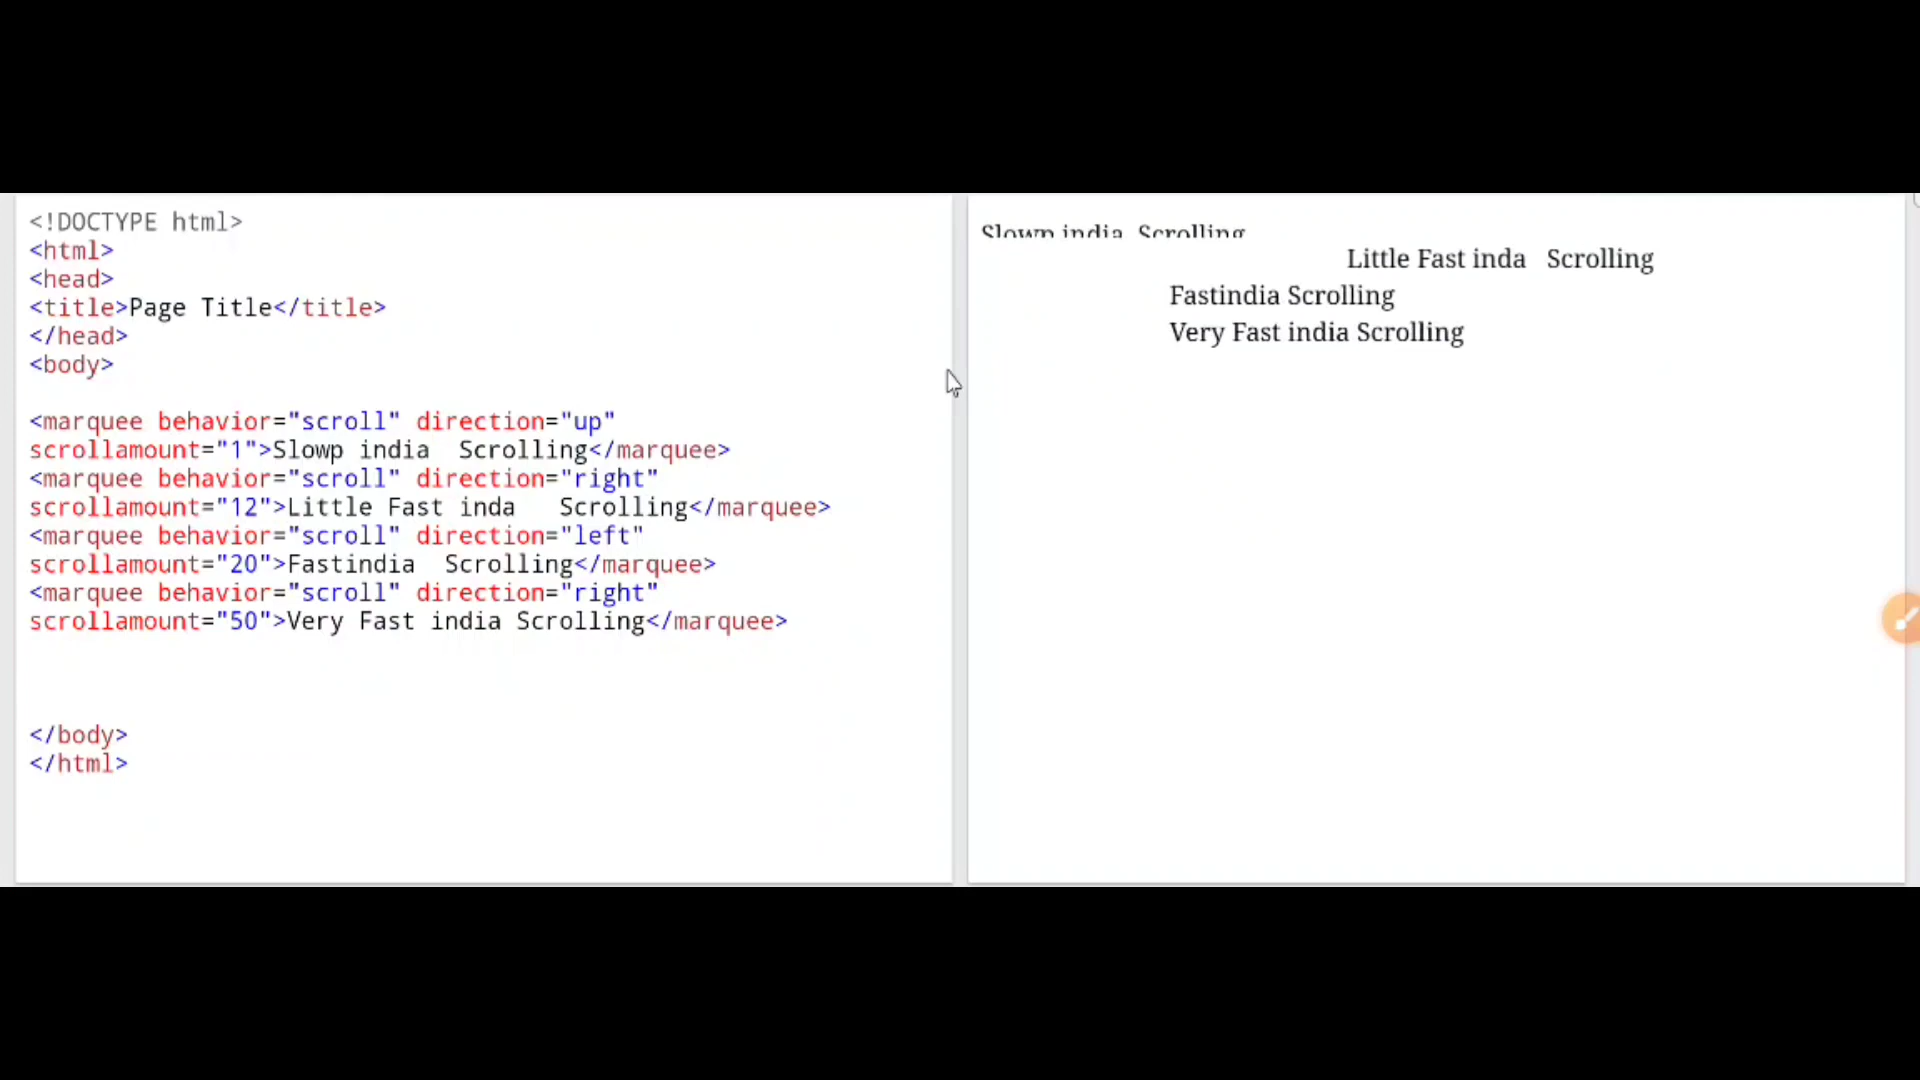 <!DOCTYPE html>
<html>
<head>
<title>Page Title</title>
</head>
<body>
<marquee behavior="scroll" direction="up"
scrollamount="1">Slowp india  Scrolling</marquee>
<marquee behavior="scroll" direction="right"
scrollamount="12">Little Fast inda   Scrolling</marquee>
<marquee behavior="scroll" direction="left"
scrollamount="20">Fastindia  Scrolling</marquee>
<marquee behavior="scroll" direction="right"
scrollamount="50">Very Fast india Scrolling</marquee>
</body>
</html>
Slowp india  Scrolling
Little Fast inda   Scrolling
Fastindia Scrolling
Very Fast india Scrolling